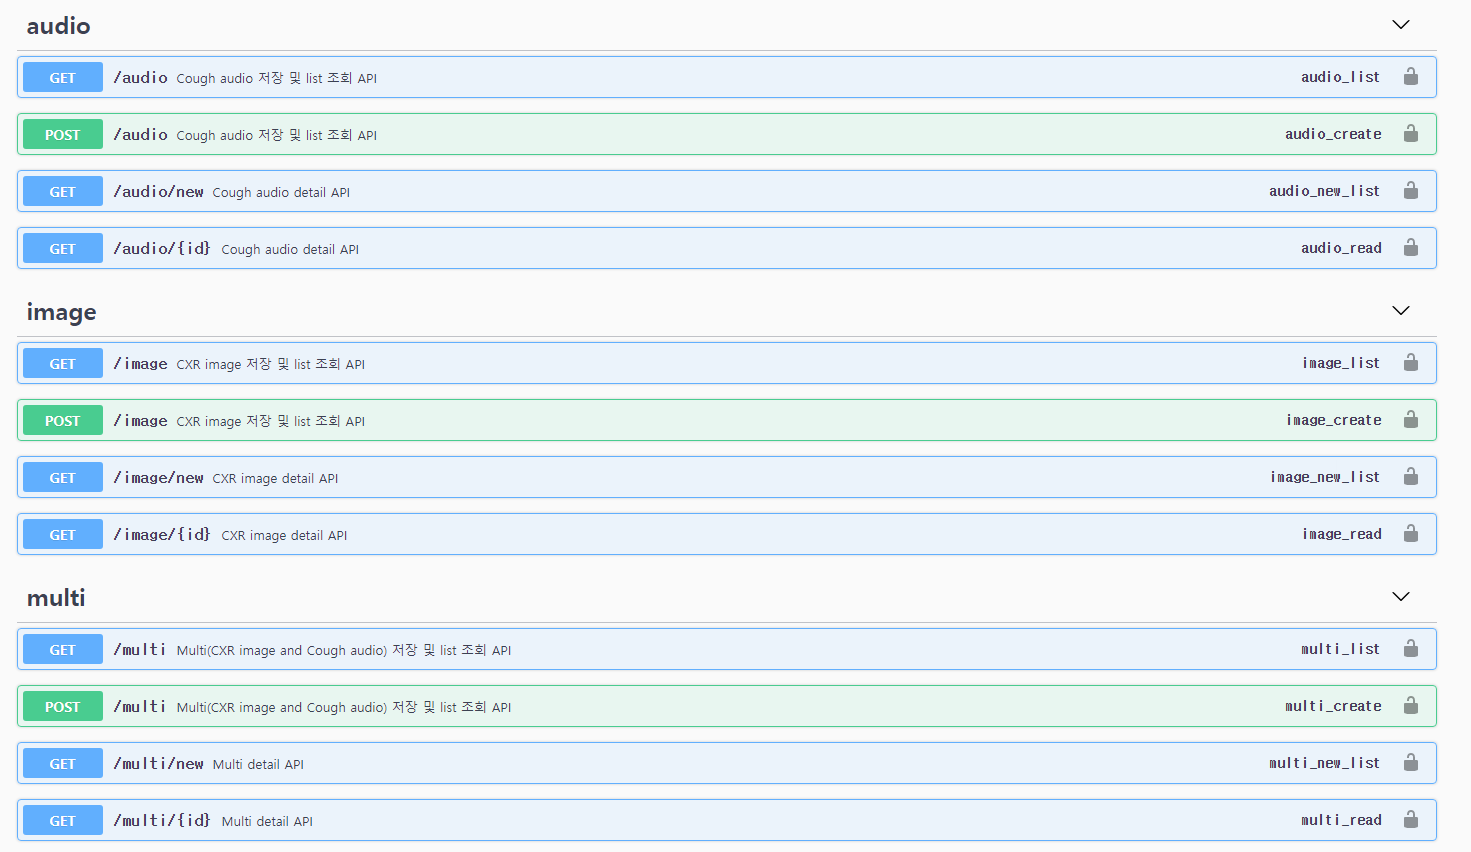 audio
GET /audio Cough audio 저장 및 list 조회 API audio_list
POST /audio Cough audio 저장 및 list 조회 API audio_create
GET /audio/new Cough audio detail API audio_new_list
GET /audio/{id} Cough audio detail API audio_read
image
GET /image CXR image 저장 및 list 조회 API image_list
POST /image CXR image 저장 및 list 조회 API image_create
GET /image/new CXR image detail API image_new_list
GET /image/{id} CXR image detail API image_read
multi
GET /multi Multi(CXR image and Cough audio) 저장 및 list 조회 API multi_list
POST /multi Multi(CXR image and Cough audio) 저장 및 list 조회 API multi_create
GET /multi/new Multi detail API multi_new_list
GET /multi/{id} Multi detail API multi_read